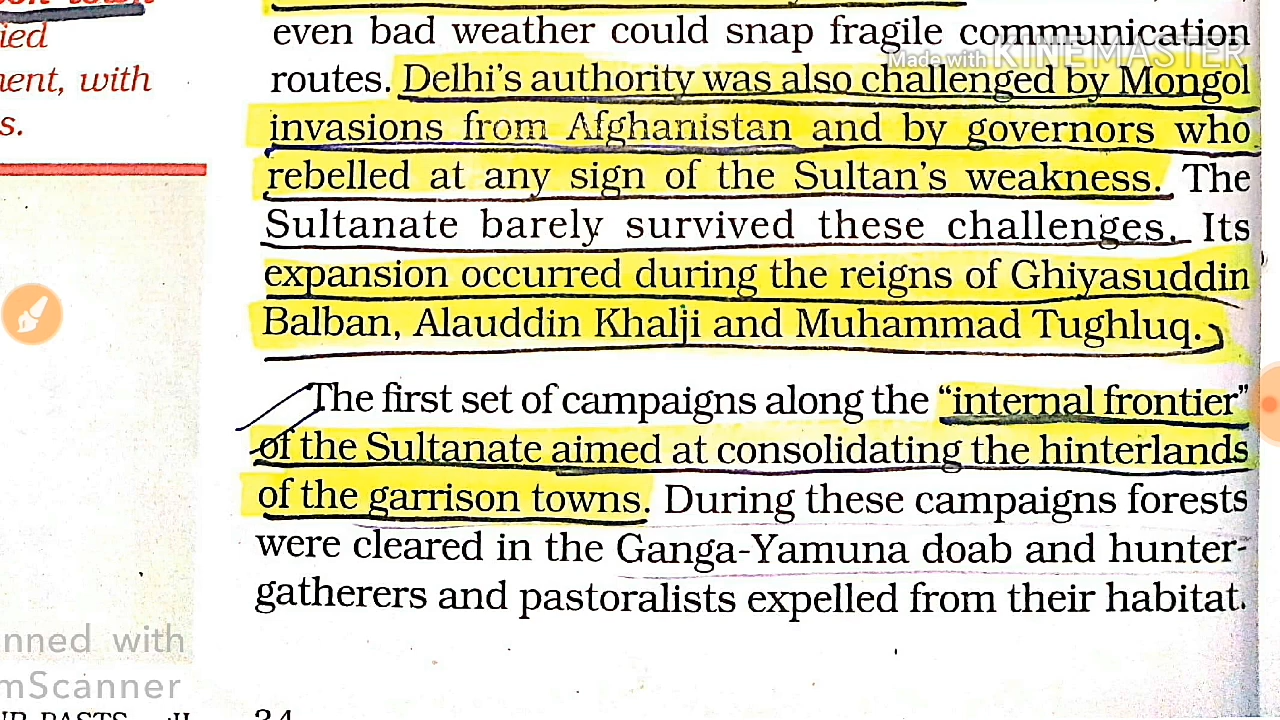 ied
ment, with
s.
even bad weather could snap fragile communication
Made with KINEMASTER
routes. Delhi's authority was also challenged by Mongol
invasions from Afghanistan and by governors who
rebelled at any sign of the Sultan's weakness. The
Sultanate barely survived these challenges. Its
expansion occurred during the reigns of Ghiyasuddin
Balban, Alauddin Khalji and Muhammad Tughluq.
The first set of campaigns along the “internal frontier”
of the Sultanate aimed at consolidating the hinterlands
of the garrison towns. During these campaigns forests
were cleared in the Ganga-Yamuna doab and hunter-
gatherers and pastoralists expelled from their habitat.
nned with
mScanner
34